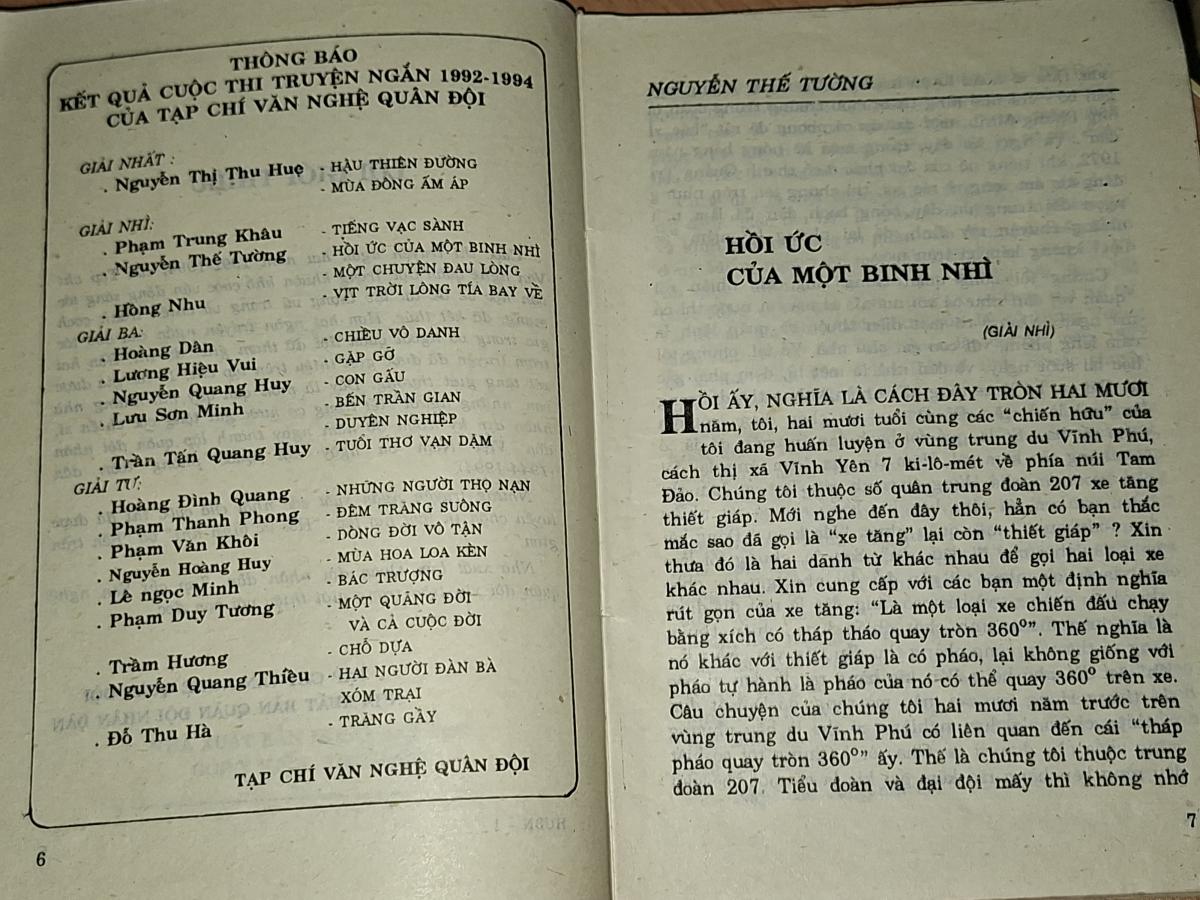 THÔNG BÁO
KẾT QUẢ CUỘC THI TRUYỆN NGẮN 1992-1994
CỦA TẠP CHÍ VĂN NGHỆ QUÂN ĐỘI
GIẢI NHẤT :
. Nguyễn Thị Thu Huệ - HẬU THIÊN ĐƯỜNG
- MÙA ĐÔNG ẤM ÁP
GIẢI NHÌ:
. Phạm Trung Khâu - TIẾNG VẠC SÀNH
. Nguyễn Thế Tường - HỒI ỨC CỦA MỘT BINH NHÌ
- MỘT CHUYỆN ĐAU LÒNG
. Hồng Nhu - VỊT TRỜI LÔNG TÍA BAY VỀ
GIẢI BA:
. Hoàng Dân - CHIỀU VÔ DANH
. Lương Hiệu Vui - GẶP GỠ
. Nguyễn Quang Huy - CON GẤU
. Lưu Sơn Minh - BẾN TRẦN GIAN
- DUYÊN NGHIỆP
. Trần Tấn Quang Huy - TUỔI THƠ VẠN DẶM
GIẢI TƯ:
. Hoàng Đình Quang - NHỮNG NGƯỜI THỌ NẠN
. Phạm Thanh Phong - ĐÊM TRĂNG SUÔNG
. Phạm Văn Khôi - DÒNG ĐỜI VÔ TẬN
. Nguyễn Hoàng Huy - MÙA HOA LOA KÈN
. Lê ngọc Minh - BÁC TRƯỢNG
. Phạm Duy Tương - MỘT QUÃNG ĐỜI
VÀ CẢ CUỘC ĐỜI
. Trầm Hương - CHỖ DỰA
. Nguyễn Quang Thiều - HAI NGƯỜI ĐÀN BÀ
XÓM TRẠI
. Đỗ Thu Hà - TRĂNG GẦY
TẠP CHÍ VĂN NGHỆ QUÂN ĐỘI
6
NGUYỄN THẾ TƯỜNG
HỒI ỨC
CỦA MỘT BINH NHÌ
(GIẢI NHÌ)
HỒI ẤY, NGHĨA LÀ CÁCH ĐÂY TRÒN HAI MƯƠI
năm, tôi, hai mươi tuổi cùng các “chiến hữu” của
tôi đang huấn luyện ở vùng trung du Vĩnh Phú,
cách thị xã Vĩnh Yên 7 ki-lô-mét về phía núi Tam
Đảo. Chúng tôi thuộc số quân trung đoàn 207 xe tăng
thiết giáp. Mới nghe đến đây thôi, hẳn có bạn thắc
mắc sao đã gọi là “xe tăng” lại còn “thiết giáp” ? Xin
thưa đó là hai danh từ khác nhau để gọi hai loại xe
khác nhau. Xin cung cấp với các bạn một định nghĩa
rút gọn của xe tăng: “Là một loại xe chiến đấu chạy
bằng xích có tháp tháo quay tròn 360º”. Thế nghĩa là
nó khác với thiết giáp là có pháo, lại không giống với
pháo tự hành là pháo của nó có thể quay 360º trên xe.
Câu chuyện của chúng tôi hai mươi năm trước trên
vùng trung du Vĩnh Phú có liên quan đến cái “tháp
pháo quay tròn 360º” ấy. Thế là chúng tôi thuộc trung
đoàn 207. Tiểu đoàn và đại đội mấy thì không nhớ
7